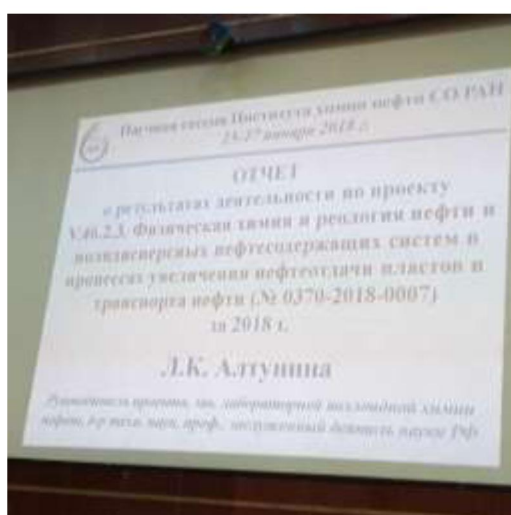 Научная сессия Института химии нефти СО РАН
25-27 января 2018 г.
ОТЧЕТ
о результатах деятельности по проекту
V.46.2.3. Физическая химия и реология нефти и
полидисперсных нефтесодержащих систем в
процессах увеличения нефтеотдачи пластов и
транспорта нефти (№ 0370-2018-0007)
за 2018 г.
Л.К. Алтунина
Руководитель проекта, зав. лабораторией коллоидной химии
нефти, д-р техн. наук, проф., заслуженный деятель науки РФ